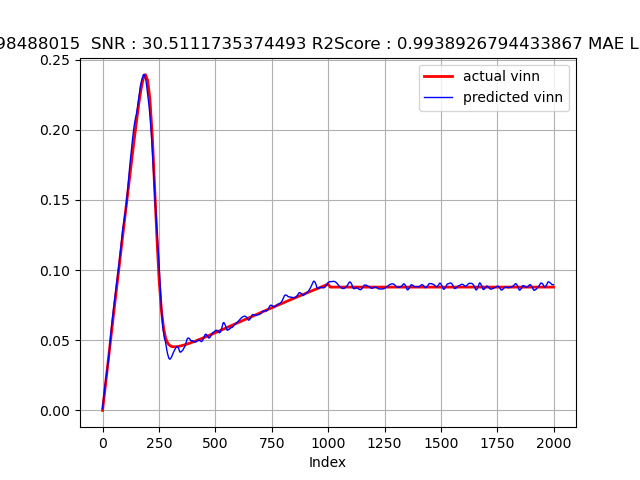 98488015 SNR : 30.5111735374493 R2Score : 0.9938926794433867 MAE L
0.25
actual vinn
predicted vinn
0.20
0.15
0.10
0.05
0.00
0 250 500 750 1000 1250 1500 1750 2000
Index